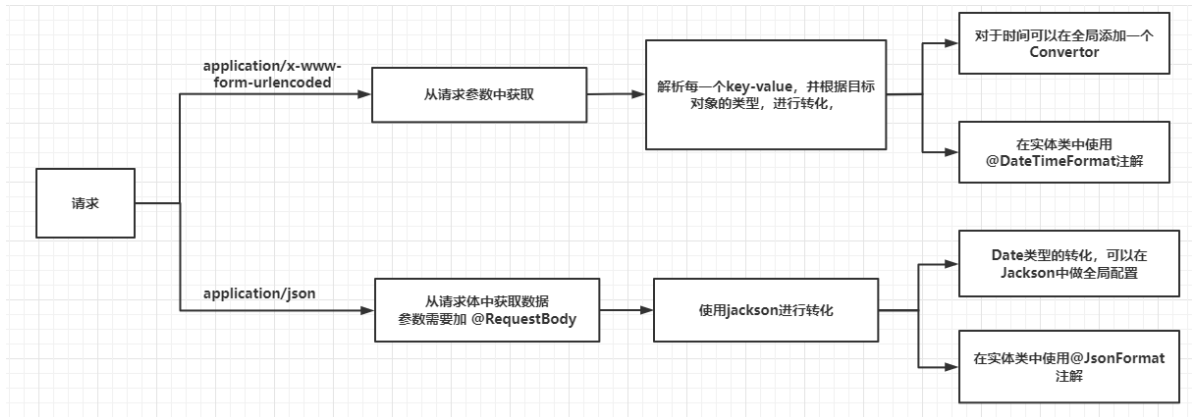 请求
application/x-www-
form-urlencoded
从请求参数中获取
解析每一个key-value，并根据目标
对象的类型，进行转化，
对于时间可以在全局添加一个
Convertor
在实体类中使用
@DateTimeFormat注解
application/json
从请求体中获取数据
参数需要加 @RequestBody
使用jackson进行转化
Date类型的转化，可以在
Jackson中做全局配置
在实体类中使用@JsonFormat
注解